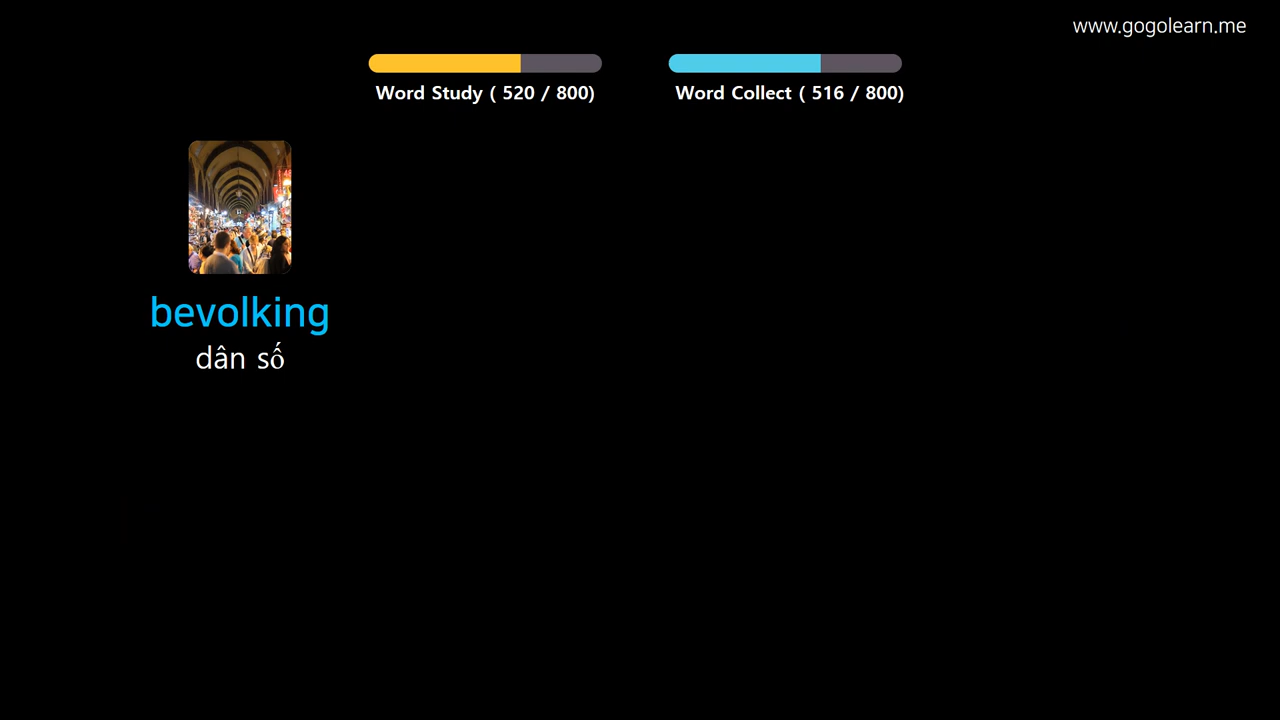 www.gogolearn.me
Word Study ( 520 / 800)
Word Collect ( 516 / 800)
bevolking
dân số